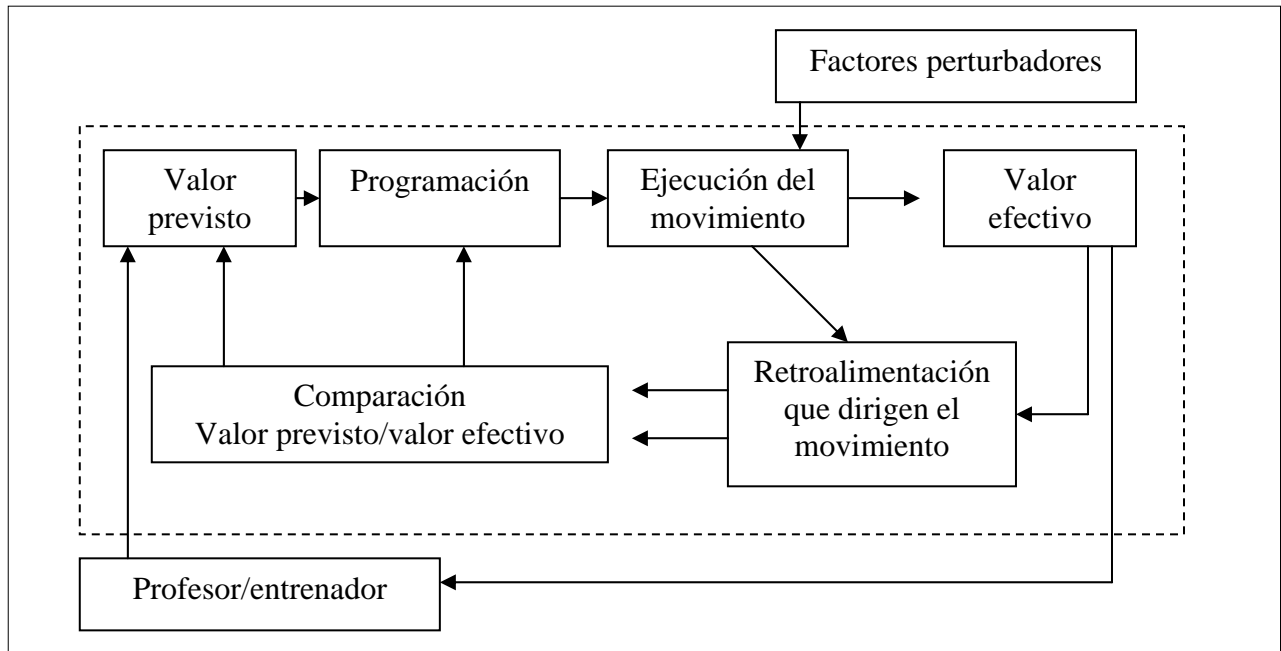 Factores perturbadores
Valor
previsto
Programación
Ejecución del
movimiento
Valor
efectivo
Comparación
Valor previsto/valor efectivo
Retroalimentación
que dirigen el
movimiento
Profesor/entrenador